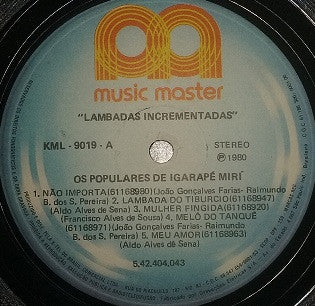 music master
"LAMBADAS INCREMENTADAS"
KML - 9019 - A
STEREO
℗ 1980
OS POPULARES DE IGARAPÉ MIRÍ
1. NÃO IMPORTA(61168980)(João Gonçalves Farias- Raimundo
B. dos S. Pereira) 2. LAMBADA DO TIBURCIO(61168947)
(Aldo Alves de Sena) 3. MULHER FINGIDA(61168920)
(Francisco Alves de Sousa) 4. MELÔ DO TANQUÊ
(61168971)(João Gonçalves Farias- Raimundo
B. dos S. Pereira) 5. MEU AMOR(61168963)
(Aldo Alves de Sena)
5.42.404.043